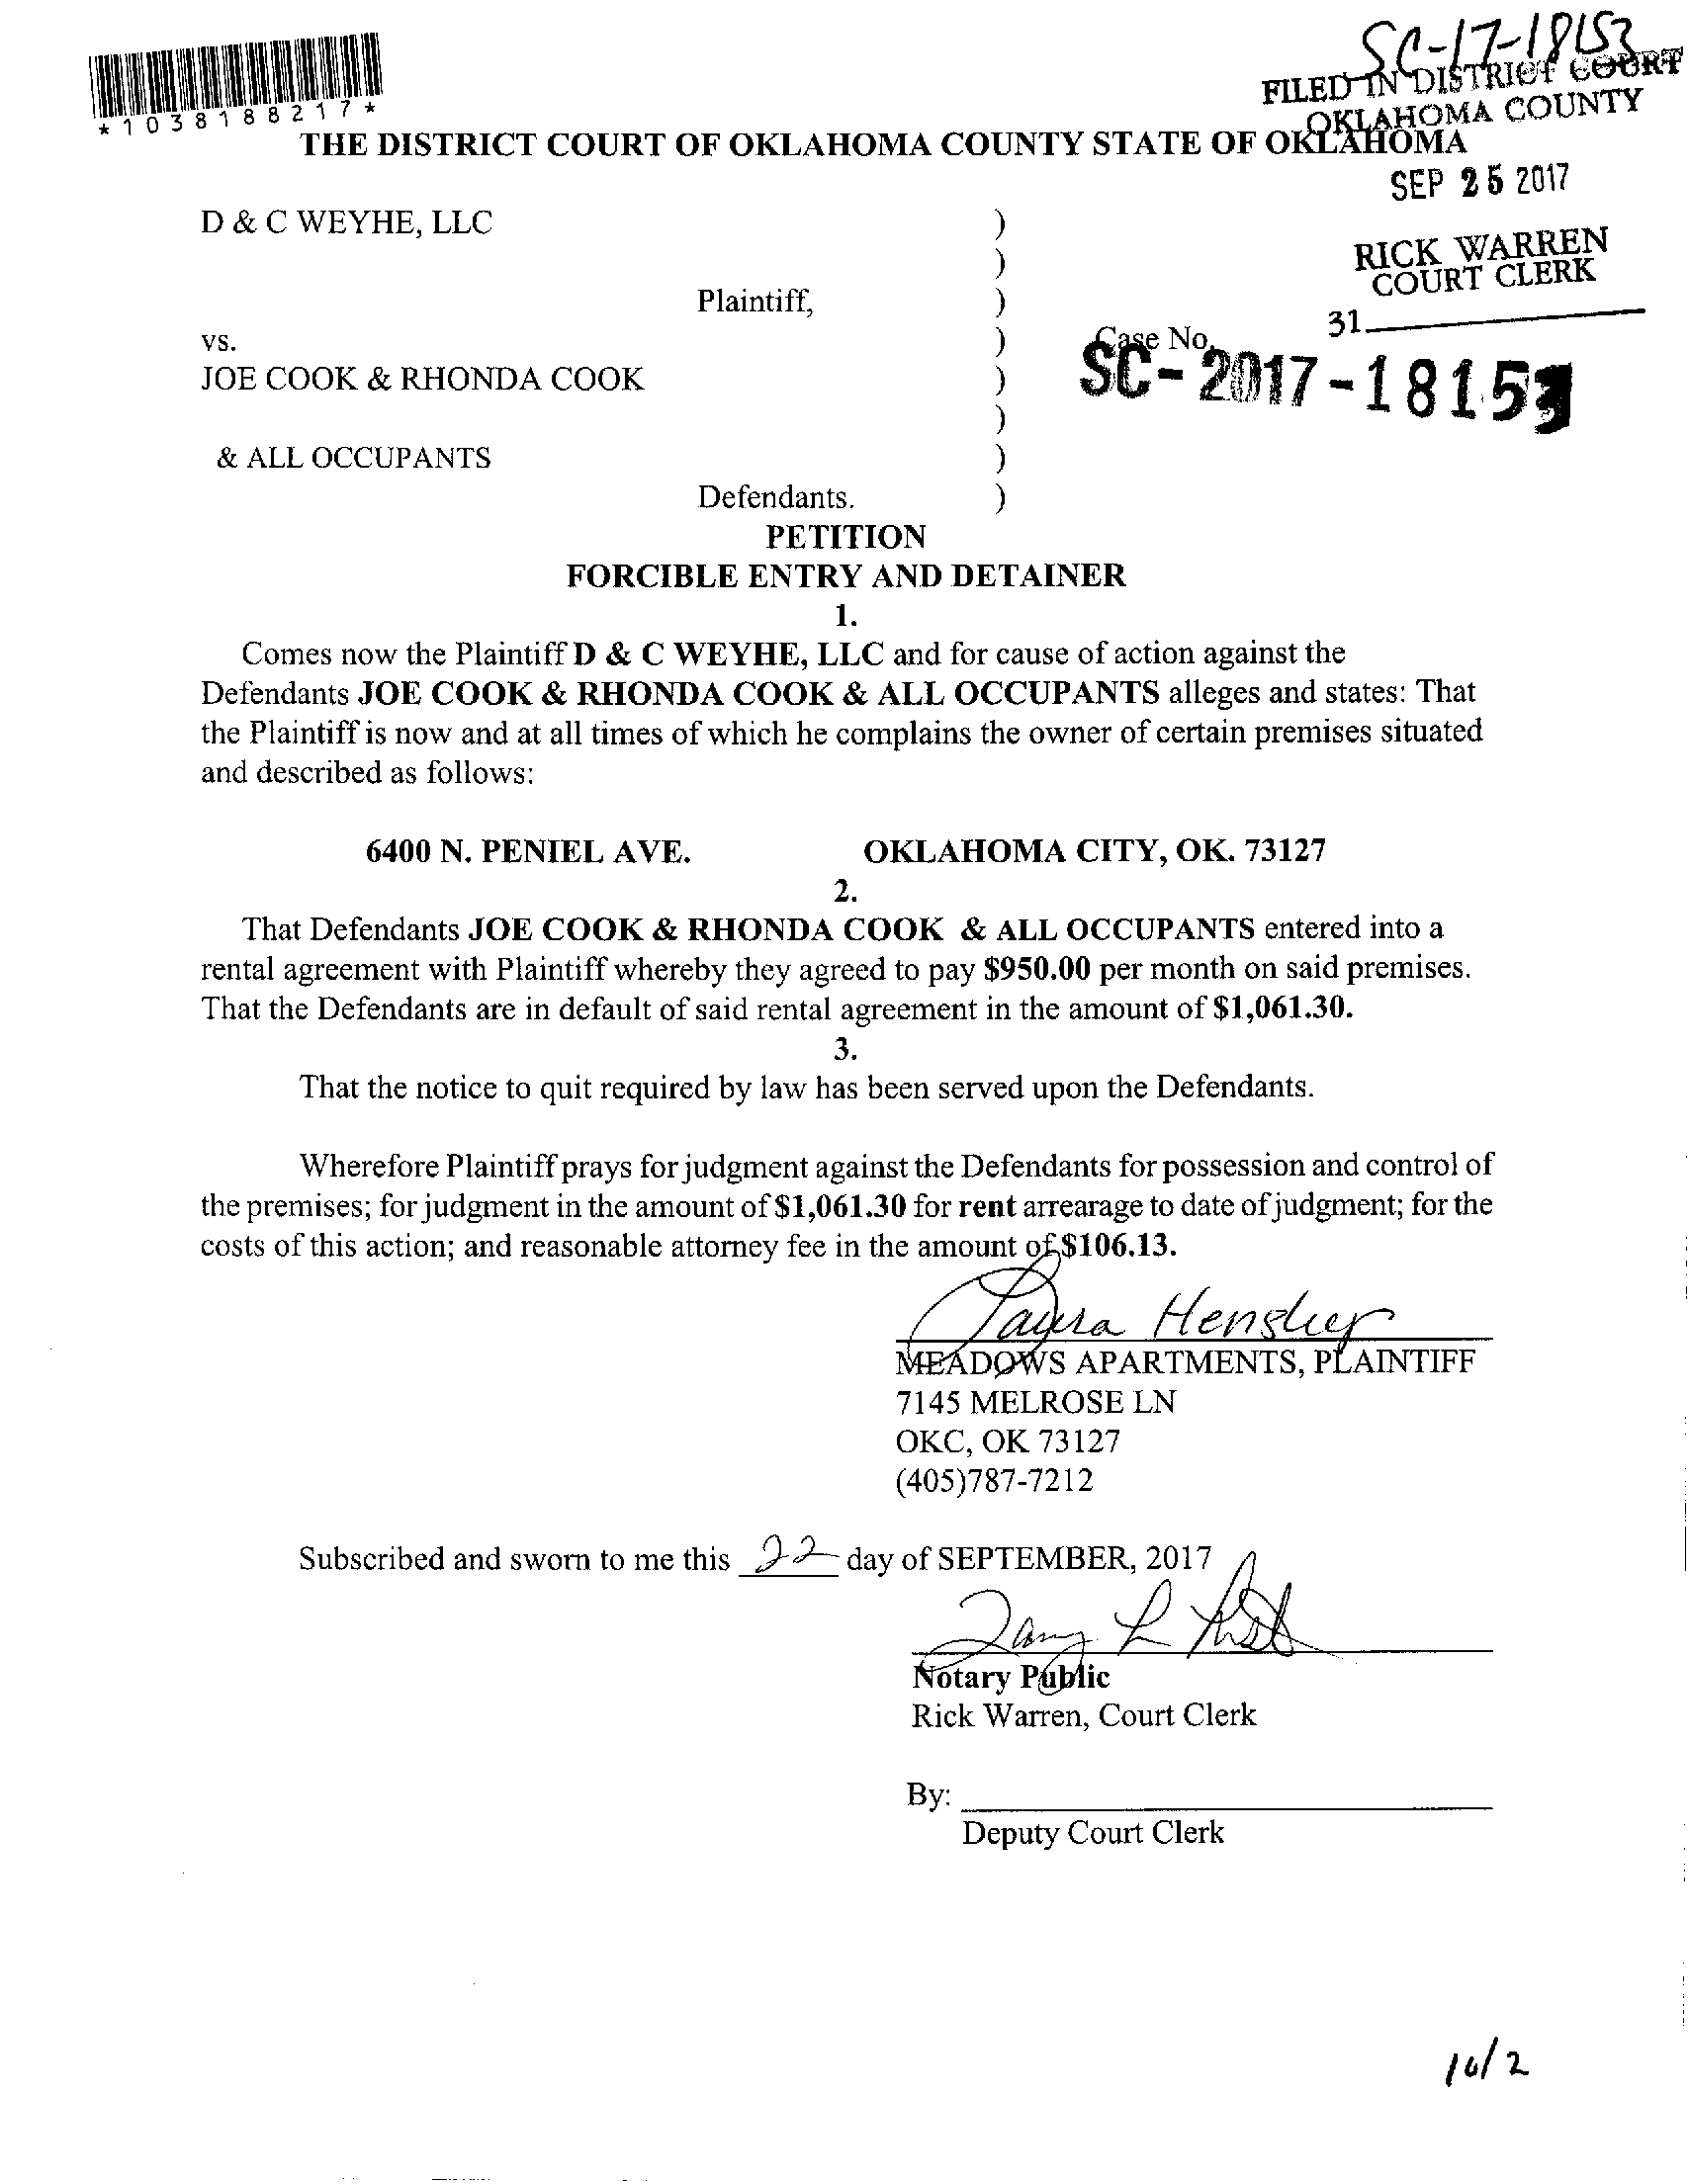 SC-17-18153
FILED IN DISTRICT COURT
OKLAHOMA COUNTY
*1038188217*
THE DISTRICT COURT OF OKLAHOMA COUNTY STATE OF OKLAHOMA
SEP 25 2017
D & C WEYHE, LLC )
)
RICK WARREN
COURT CLERK
Plaintiff, )
31
vs. ) Case No.
JOE COOK & RHONDA COOK ) SC-2017-18153
)
& ALL OCCUPANTS )
Defendants. )
PETITION
FORCIBLE ENTRY AND DETAINER
1.
Comes now the Plaintiff D & C WEYHE, LLC and for cause of action against the
Defendants JOE COOK & RHONDA COOK & ALL OCCUPANTS alleges and states: That
the Plaintiff is now and at all times of which he complains the owner of certain premises situated
and described as follows:
6400 N. PENIEL AVE. OKLAHOMA CITY, OK. 73127
2.
That Defendants JOE COOK & RHONDA COOK & ALL OCCUPANTS entered into a
rental agreement with Plaintiff whereby they agreed to pay $950.00 per month on said premises.
That the Defendants are in default of said rental agreement in the amount of $1,061.30.
3.
That the notice to quit required by law has been served upon the Defendants.
Wherefore Plaintiff prays for judgment against the Defendants for possession and control of
the premises; for judgment in the amount of $1,061.30 for rent arrearage to date of judgment; for the
costs of this action; and reasonable attorney fee in the amount of $106.13.
Laura
MEADOWS APARTMENTS, PLAINTIFF
7145 MELROSE LN
OKC, OK 73127
(405)787-7212
Subscribed and sworn to me this 22 day of SEPTEMBER, 2017
Notary Public
Rick Warren, Court Clerk
By:
Deputy Court Clerk
10/2